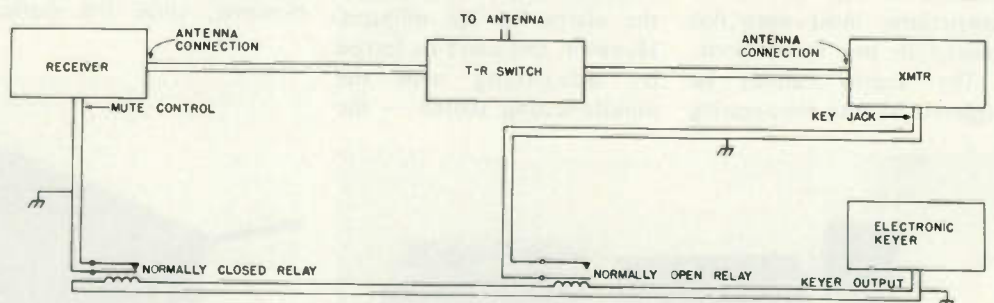 TO ANTENNA
RECEIVER
ANTENNA
CONNECTION
T-R SWITCH
ANTENNA
CONNECTION
XMTR
MUTE CONTROL
KEY JACK
ELECTRONIC
KEYER
NORMALLY CLOSED RELAY
NORMALLY OPEN RELAY
KEYER OUTPUT